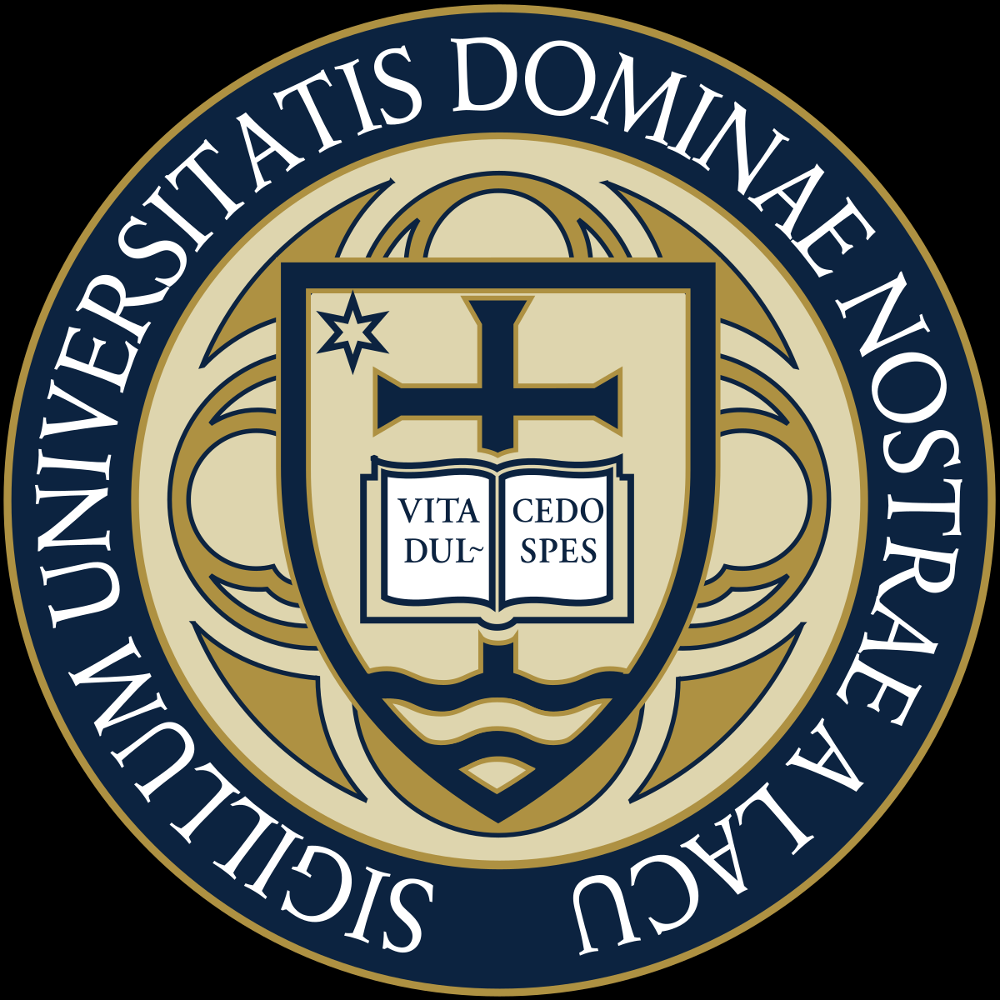 SIGILLUM UNIVERSITATIS DOMINAE NOSTRAE A LACU
VITA
DUL~
CEDO
SPES